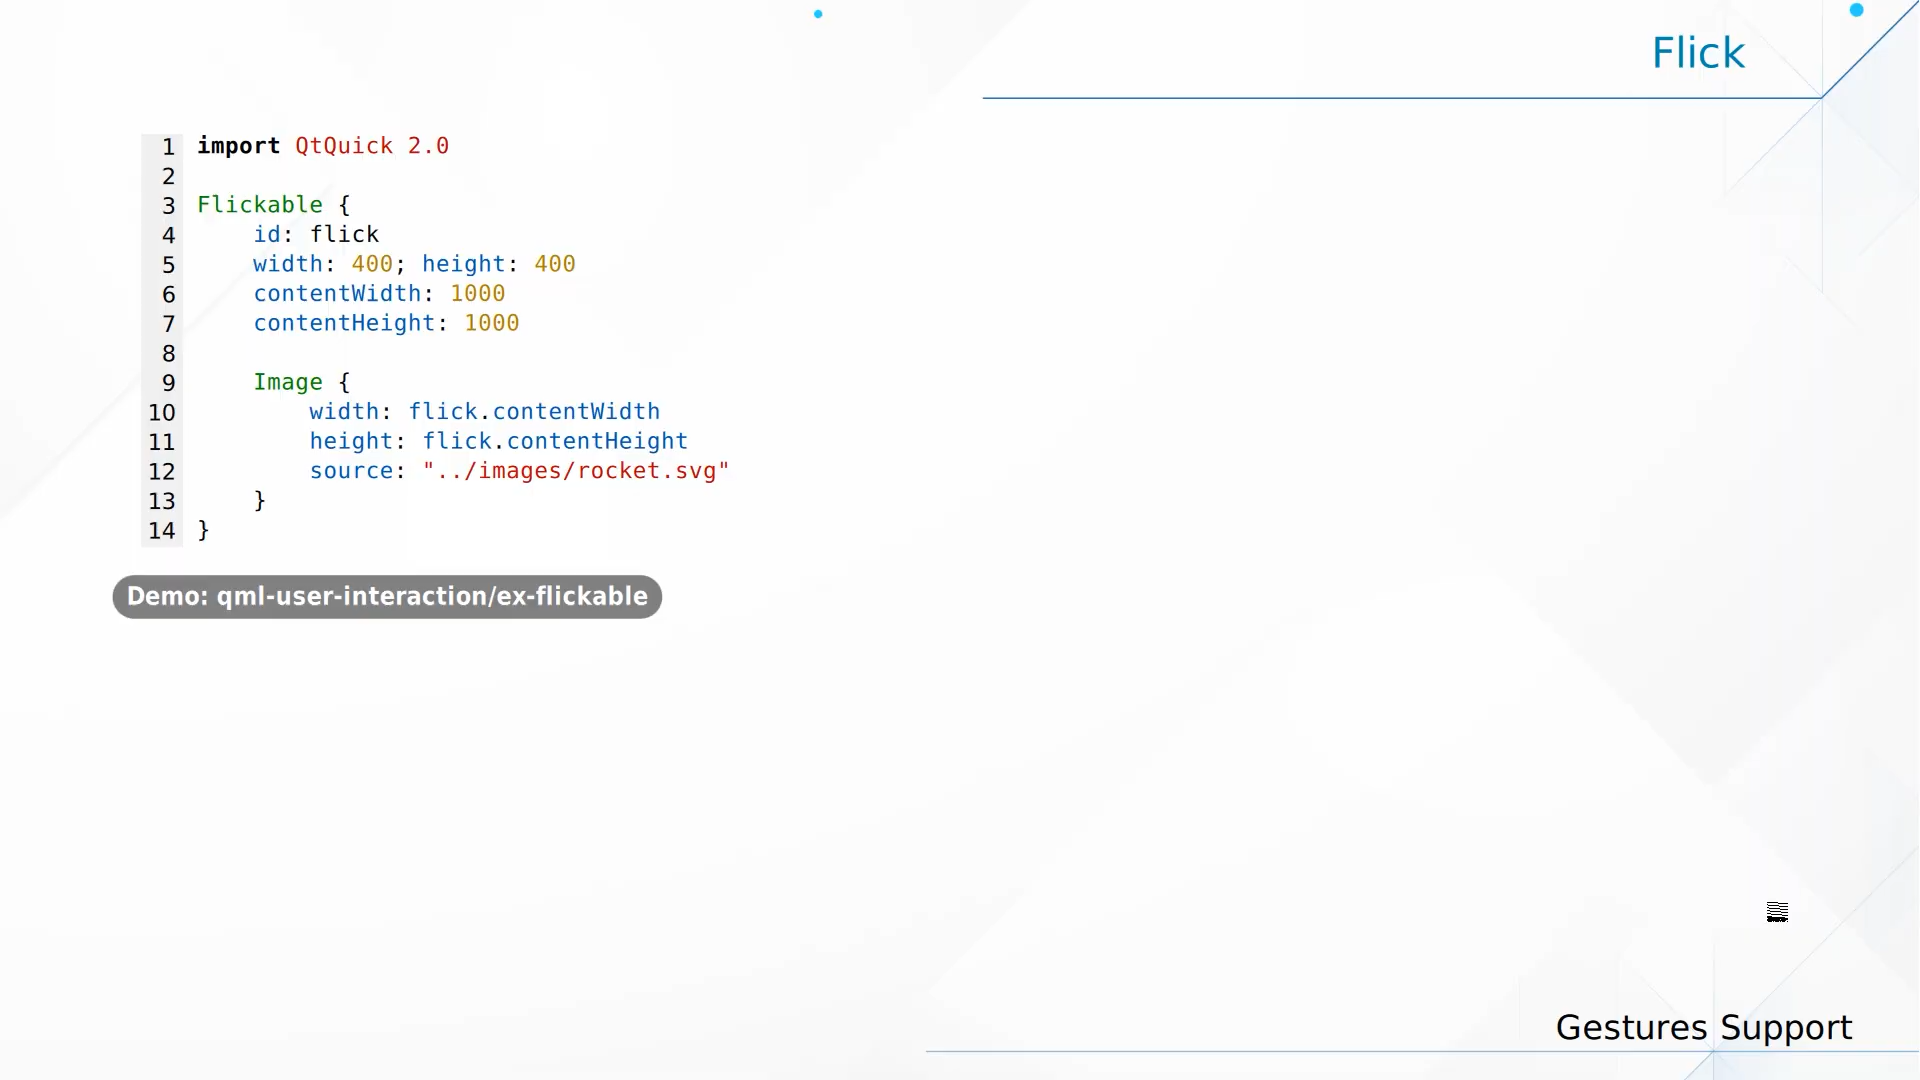 Flick
1 import QtQuick 2.0
2
3 Flickable {
4     id: flick
5     width: 400; height: 400
6     contentWidth: 1000
7     contentHeight: 1000
8
9     Image {
10         width: flick.contentWidth
11         height: flick.contentHeight
12         source: "../images/rocket.svg"
13     }
14 }
Demo: qml-user-interaction/ex-flickable
Gestures Support